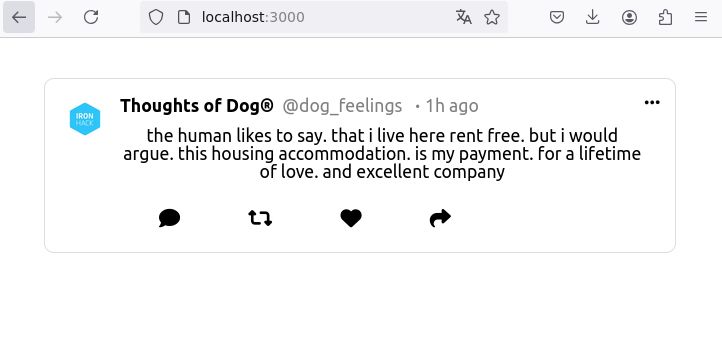 localhost:3000
IRON
HACK
Thoughts of Dog® @dog_feelings • 1h ago
the human likes to say. that i live here rent free. but i would
argue. this housing accommodation. is my payment. for a lifetime
of love. and excellent company